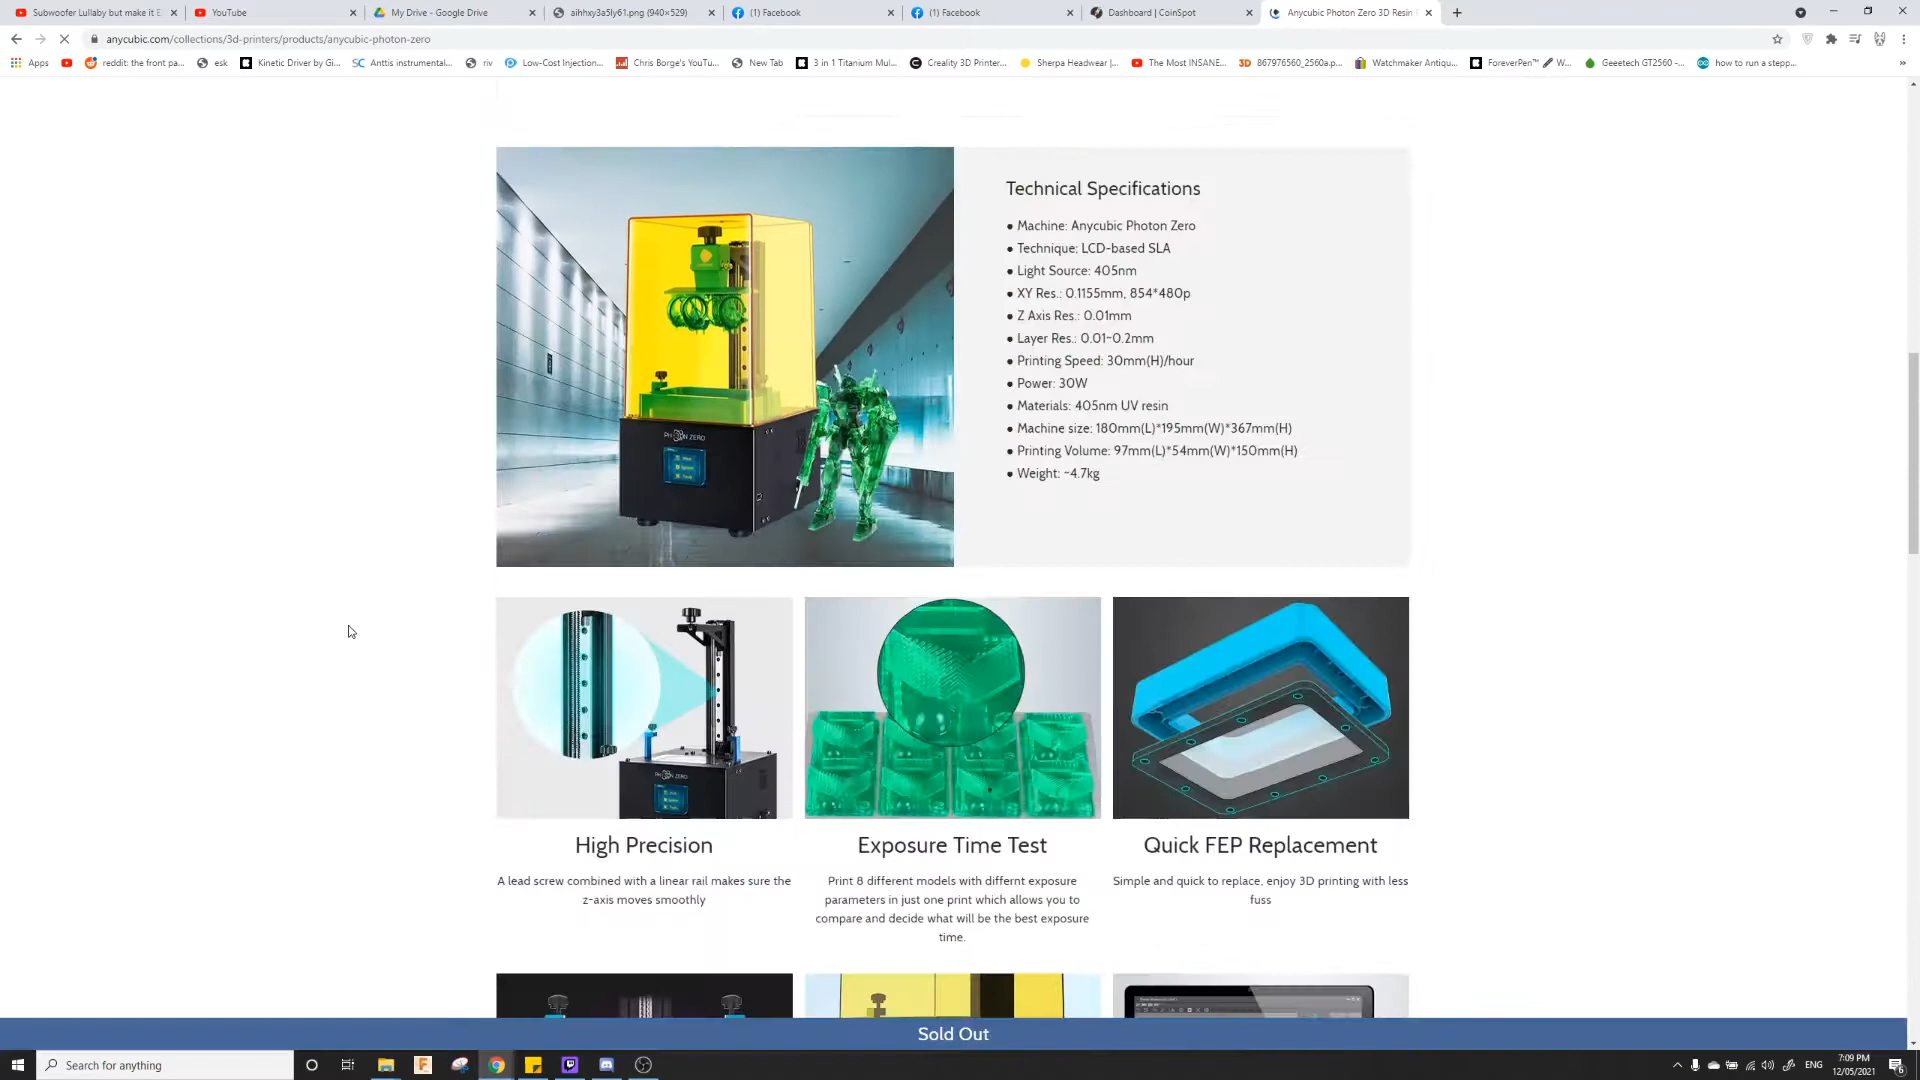 Subwoofer Lullaby but make it E
YouTube
My Drive - Google Drive
aihhxy3a5ly61.png (940×529)
(1) Facebook
(1) Facebook
Dashboard | CoinSpot
Anycubic Photon Zero 3D Resin
anycubic.com/collections/3d-printers/products/anycubic-photon-zero
Apps
reddit: the front pa...
esk
Kinetic Driver by Gi...
Anttis instrumental...
riv
Low-Cost Injection...
Chris Borge's YouTu...
New Tab
3 in 1 Titanium Mul...
Creality 3D Printer...
Sherpa Headwear |...
The Most INSANE...
867976560_2560a.p...
Watchmaker Antiqu...
ForeverPen™ 🖋 W...
Geeetech GT2560 -...
how to run a stepp...
Technical Specifications
● Machine: Anycubic Photon Zero
● Technique: LCD-based SLA
● Light Source: 405nm
● XY Res.: 0.1155mm, 854*480p
● Z Axis Res.: 0.01mm
● Layer Res.: 0.01~0.2mm
● Printing Speed: 30mm(H)/hour
● Power: 30W
● Materials: 405nm UV resin
● Machine size: 180mm(L)*195mm(W)*367mm(H)
● Printing Volume: 97mm(L)*54mm(W)*150mm(H)
● Weight: ~4.7kg
High Precision
A lead screw combined with a linear rail makes sure the
z-axis moves smoothly
Exposure Time Test
Print 8 different models with differnt exposure
parameters in just one print which allows you to
compare and decide what will be the best exposure
time.
Quick FEP Replacement
Simple and quick to replace, enjoy 3D printing with less
fuss
Sold Out
Search for anything
ENG
7:09 PM
12/05/2021